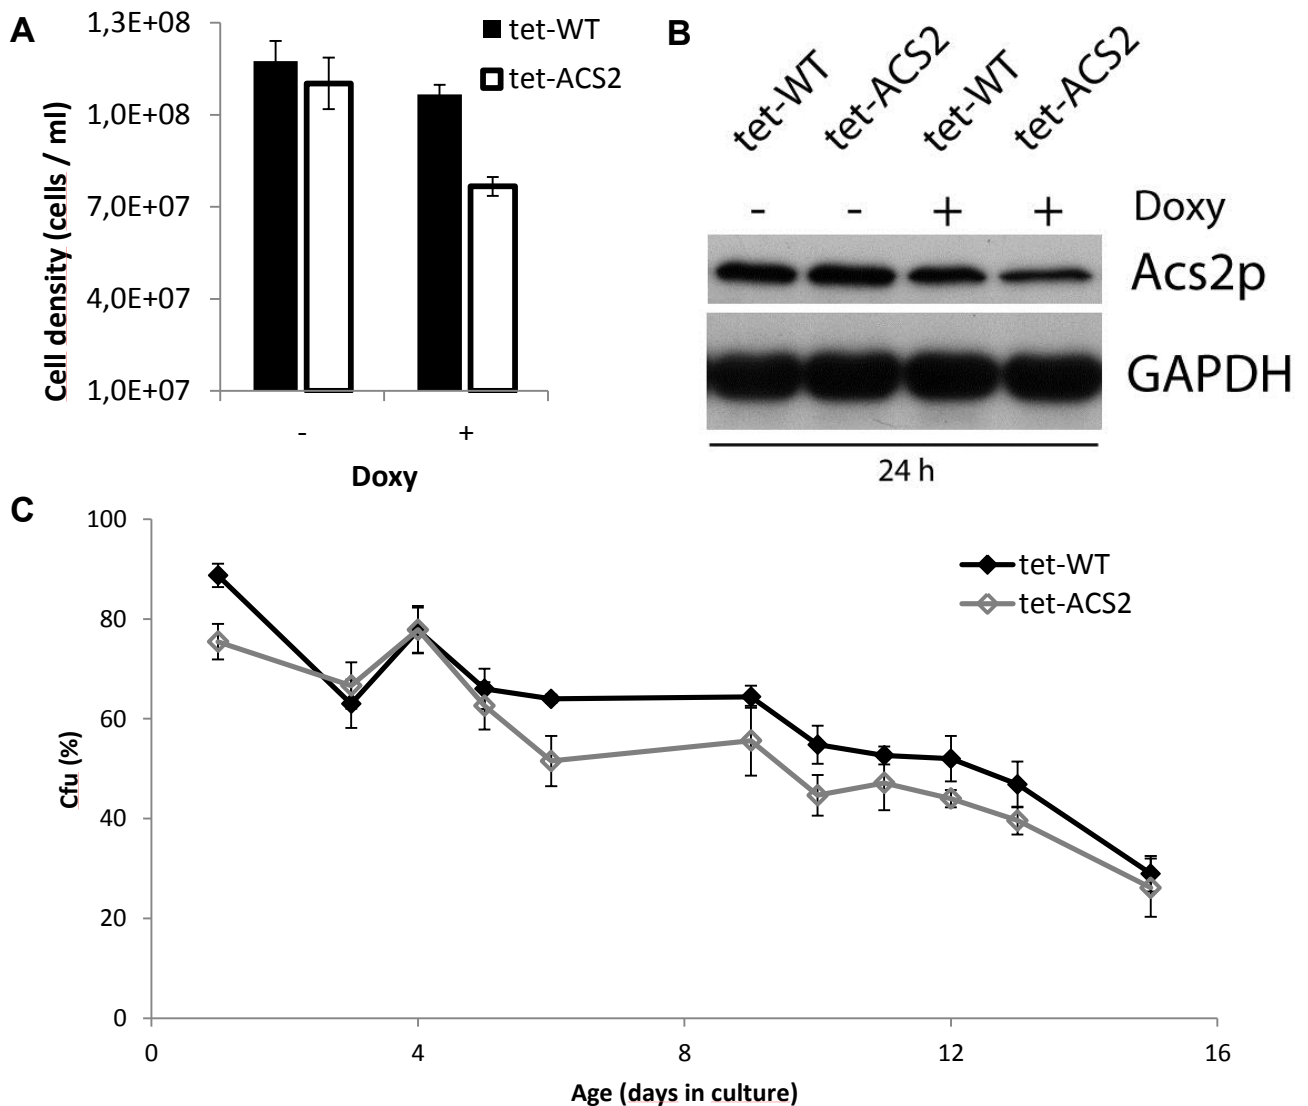 A
1,3E+08
1,0E+08
7,0E+07
4,0E+07
1,0E+07
Cell density (cells / ml)
tet-WT
tet-ACS2
- +
Doxy
B
tet-WT tet-ACS2 tet-WT tet-ACS2
- - + + Doxy
Acs2p
GAPDH
24 h
C
100
80
60
40
20
0
Cfu (%)
tet-WT
tet-ACS2
0 4 8 12 16
Age (days in culture)